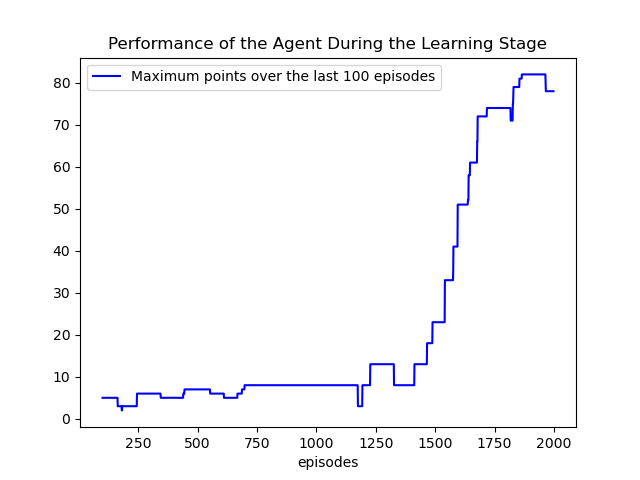 Performance of the Agent During the Learning Stage
Maximum points over the last 100 episodes
80
70
60
50
40
30
20
10
0
250 500 750 1000 1250 1500 1750 2000
episodes